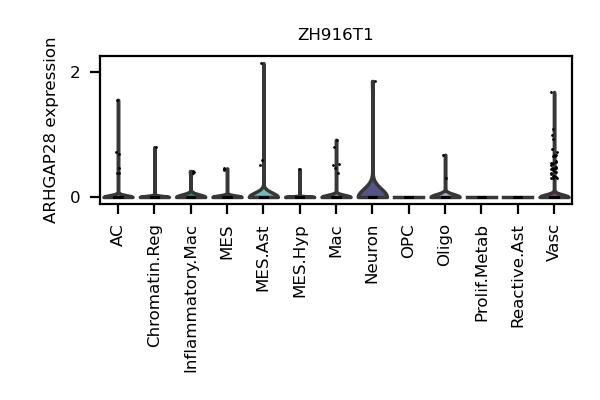 ZH916T1
ARHGAP28 expression
2
0
AC
Chromatin.Reg
Inflammatory.Mac
MES
MES.Ast
MES.Hyp
Mac
Neuron
OPC
Oligo
Prolif.Metab
Reactive.Ast
Vasc